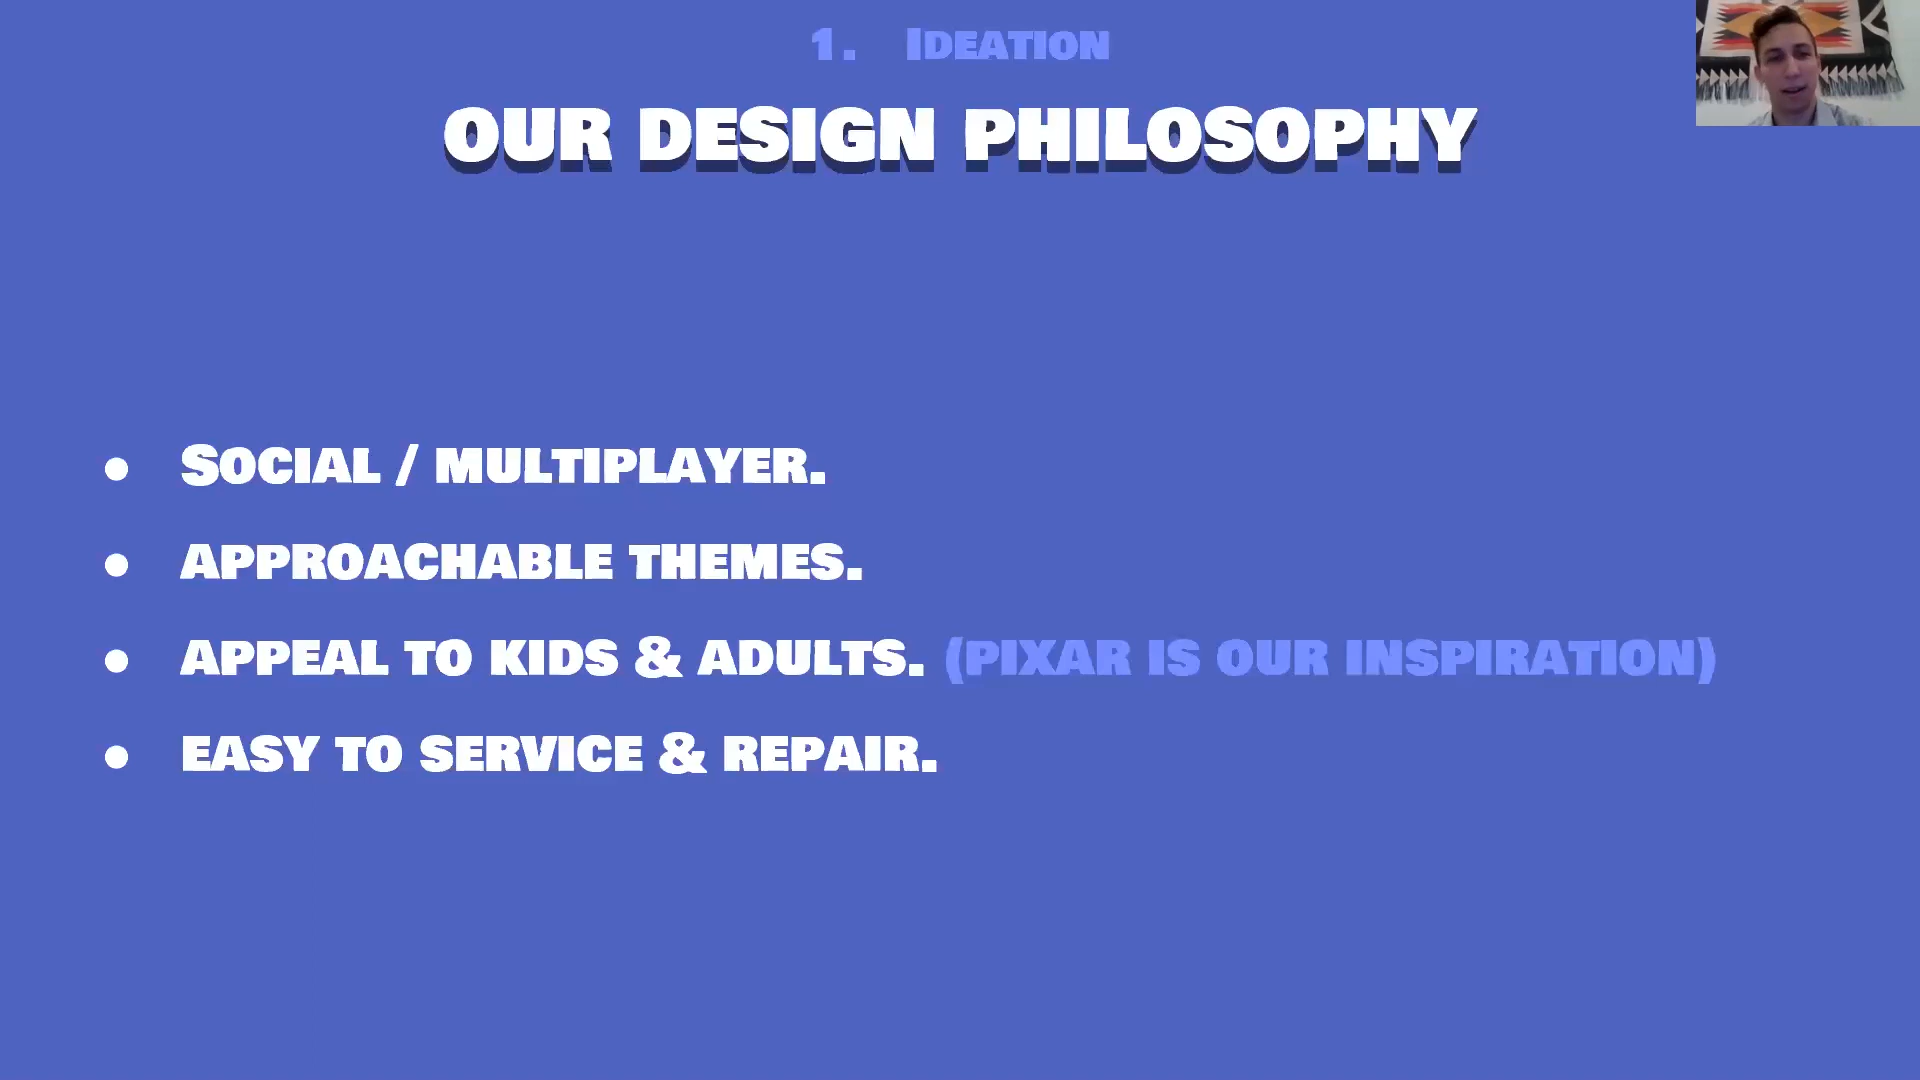 1. IDEATION
OUR DESIGN PHILOSOPHY
● SOCIAL / MULTIPLAYER.
● APPROACHABLE THEMES.
● APPEAL TO KIDS & ADULTS. (PIXAR IS OUR INSPIRATION)
● EASY TO SERVICE & REPAIR.